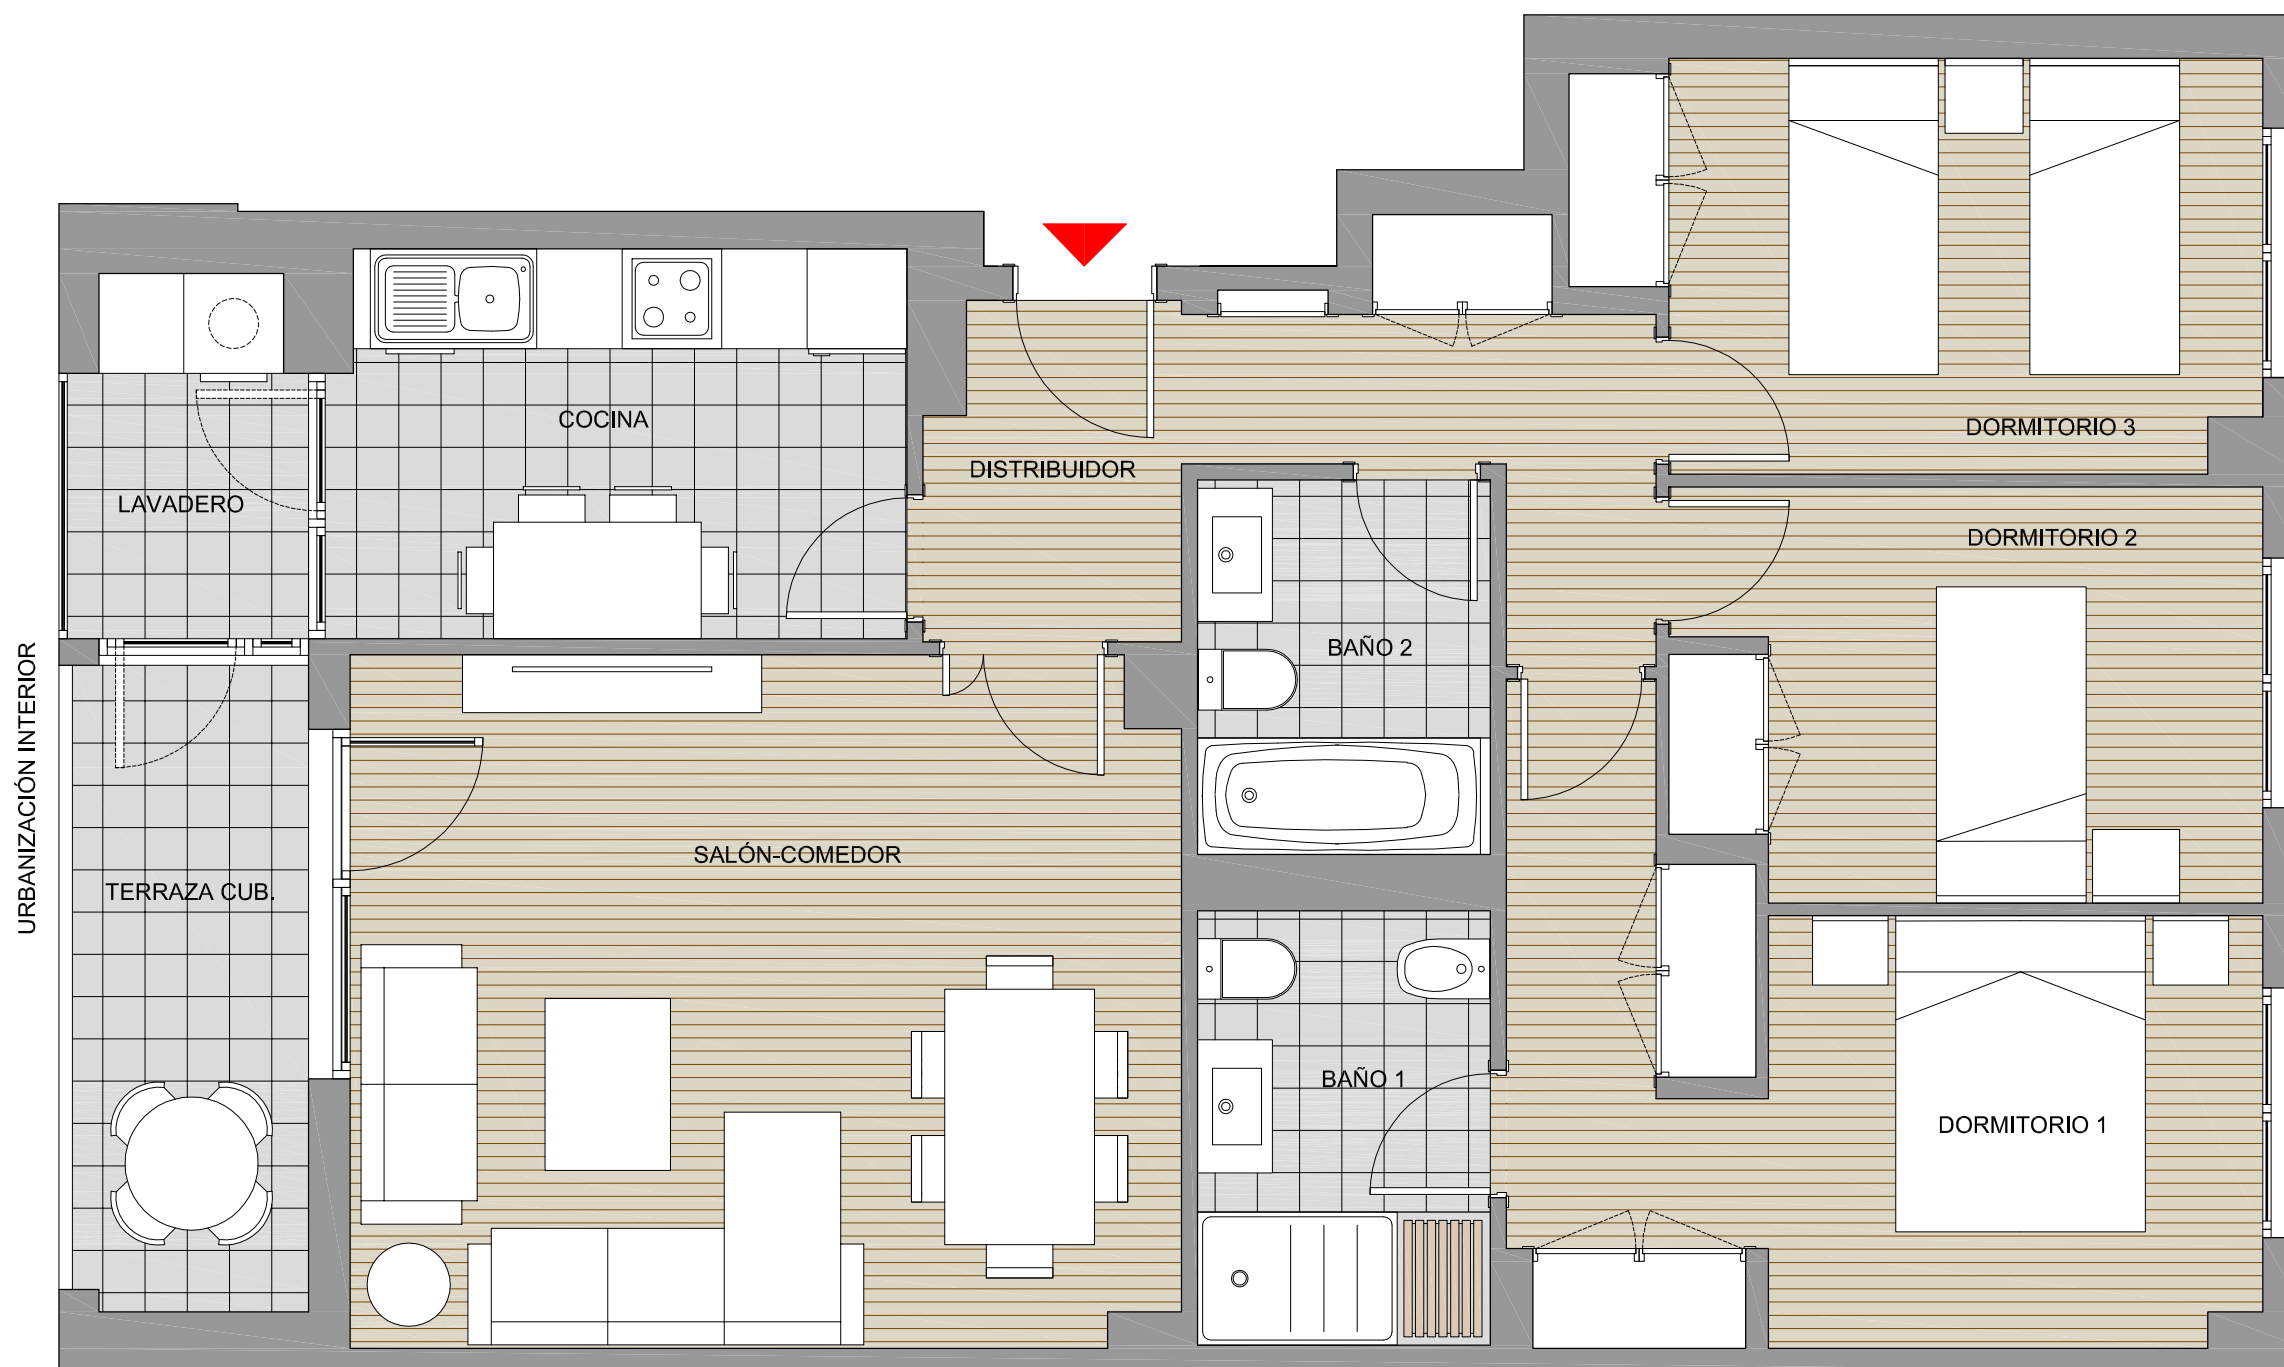 COCINA
DORMITORIO 3
DISTRIBUIDOR
LAVADERO
DORMITORIO 2
BAÑO 2
URBANIZACIÓN INTERIOR
SALÓN-COMEDOR
TERRAZA CUB.
BAÑO 1
DORMITORIO 1